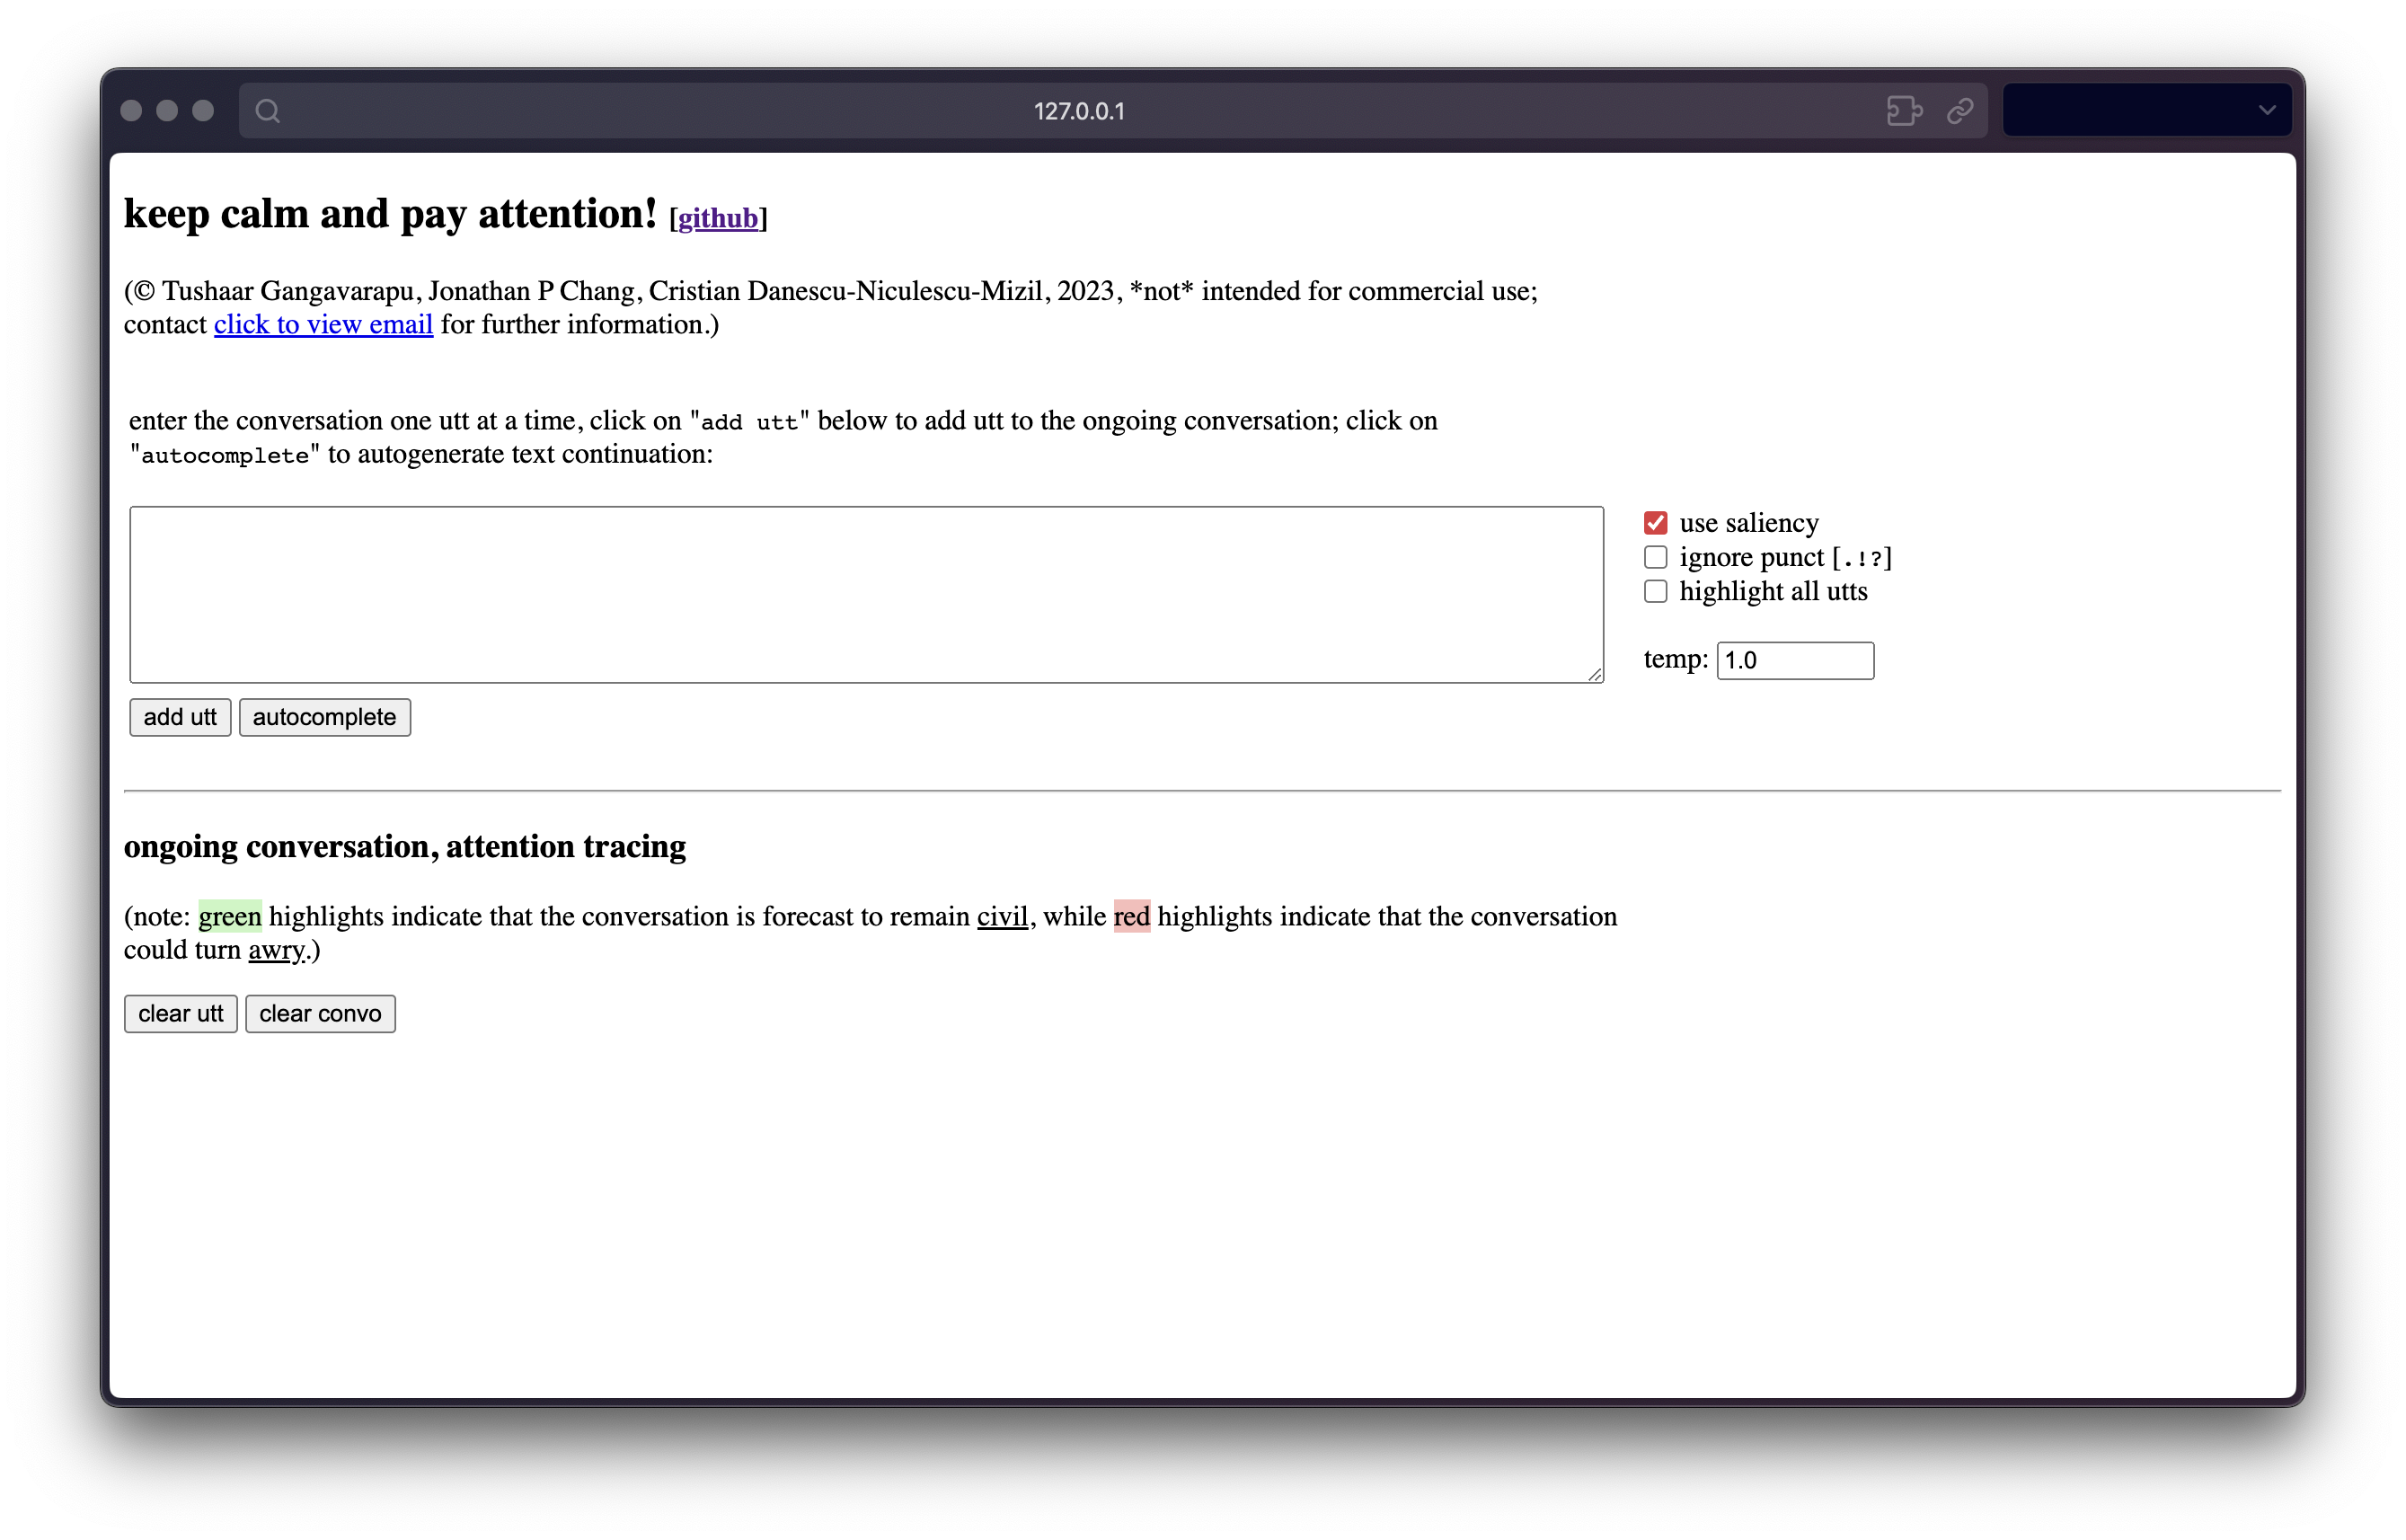 127.0.0.1
keep calm and pay attention! [github]
(© Tushaar Gangavarapu, Jonathan P Chang, Cristian Danescu-Niculescu-Mizil, 2023, *not* intended for commercial use;
contact click to view email for further information.)
enter the conversation one utt at a time, click on "add utt" below to add utt to the ongoing conversation; click on
"autocomplete" to autogenerate text continuation:
use saliency
ignore punct [.!?]
highlight all utts
temp: 1.0
add utt autocomplete
ongoing conversation, attention tracing
(note: green highlights indicate that the conversation is forecast to remain civil, while red highlights indicate that the conversation
could turn awry.)
clear utt clear convo